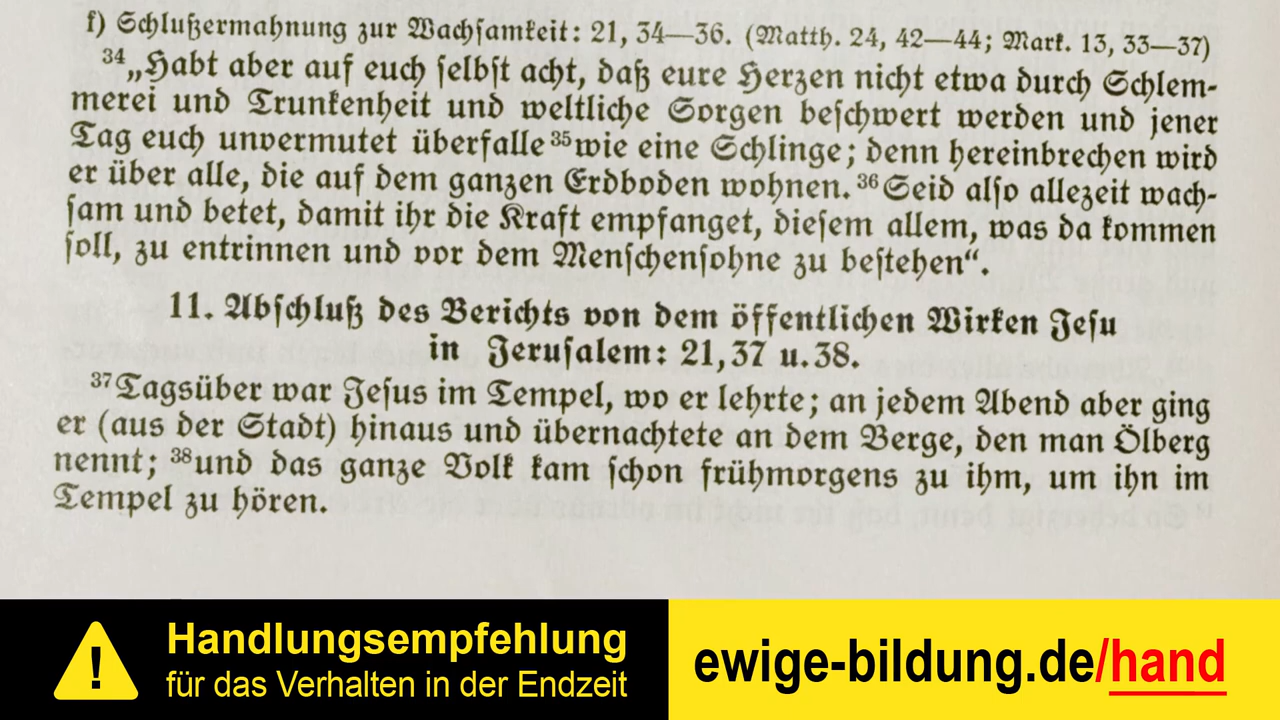 f) Schlußermahnung zur Wachsamkeit: 21, 34—36. (Matth. 24, 42—44; Mark. 13, 33—37)
34„Habt aber auf euch selbst acht, daß eure Herzen nicht etwa durch Schlem-
merei und Trunkenheit und weltliche Sorgen beschwert werden und jener
Tag euch unvermutet überfalle 35wie eine Schlinge; denn hereinbrechen wird
er über alle, die auf dem ganzen Erdboden wohnen. 36Seid also allezeit wach-
sam und betet, damit ihr die Kraft empfanget, diesem allem, was da kommen
soll, zu entrinnen und vor dem Menschensohne zu bestehen“.
11. Abschluß des Berichts von dem öffentlichen Wirken Jesu
in Jerusalem: 21, 37 u. 38.
37Tagsüber war Jesus im Tempel, wo er lehrte; an jedem Abend aber ging
er (aus der Stadt) hinaus und übernachtete an dem Berge, den man Ölberg
nennt; 38und das ganze Volk kam schon frühmorgens zu ihm, um ihn im
Tempel zu hören.
Handlungsempfehlung
für das Verhalten in der Endzeit
ewige-bildung.de/hand